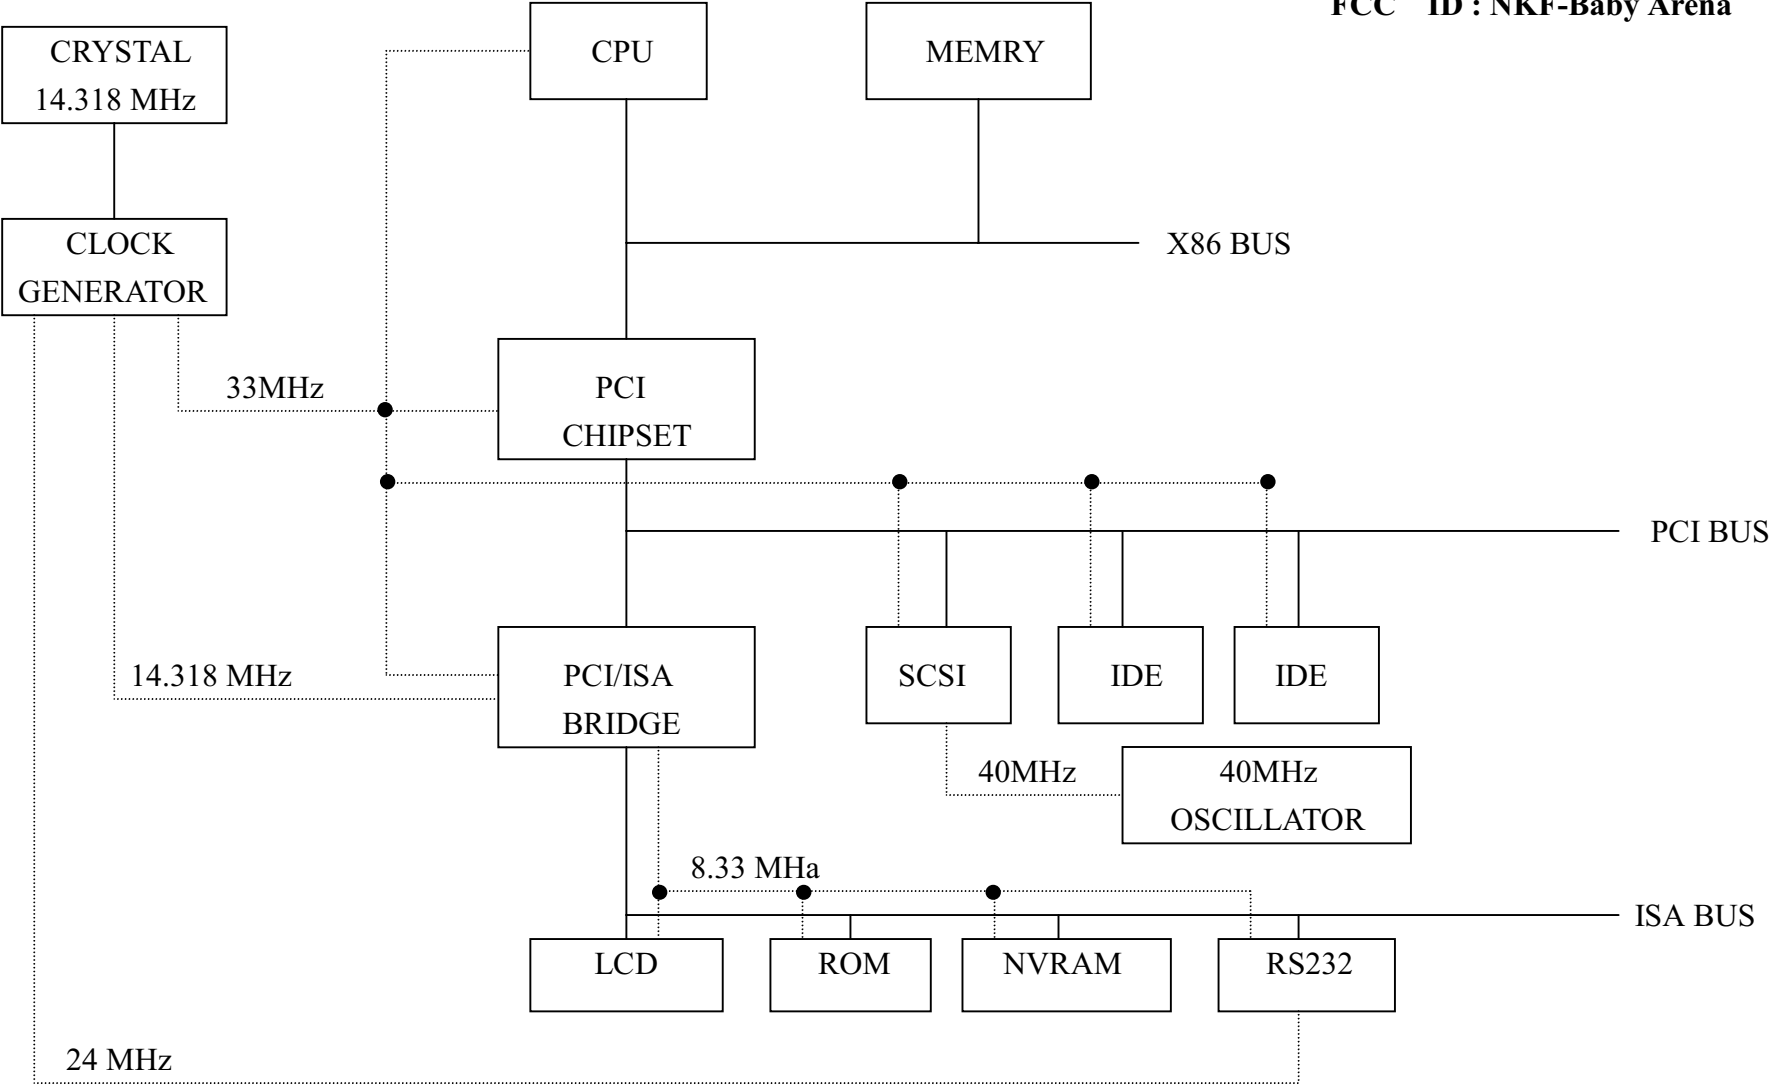 FCC ID : NKF-Baby Arena
CRYSTAL
14.318 MHz
CPU
MEMRY
CLOCK
GENERATOR
X86 BUS
33MHz
PCI
CHIPSET
PCI BUS
14.318 MHz
PCI/ISA
BRIDGE
SCSI
IDE
IDE
40MHz
40MHz
OSCILLATOR
8.33 MHa
ISA BUS
LCD
ROM
NVRAM
RS232
24 MHz